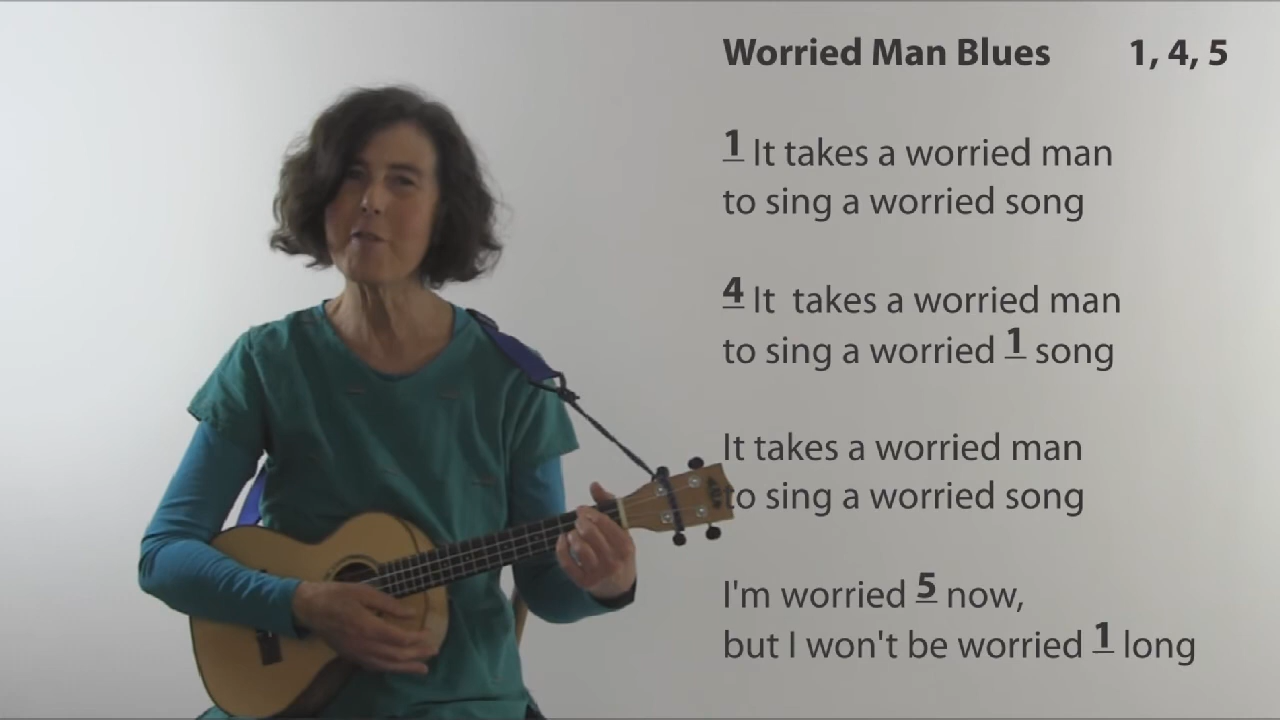 Worried Man Blues 1, 4, 5
1 It takes a worried man
to sing a worried song
4 It takes a worried man
to sing a worried 1 song
It takes a worried man
to sing a worried song
I'm worried 5 now,
but I won't be worried 1 long